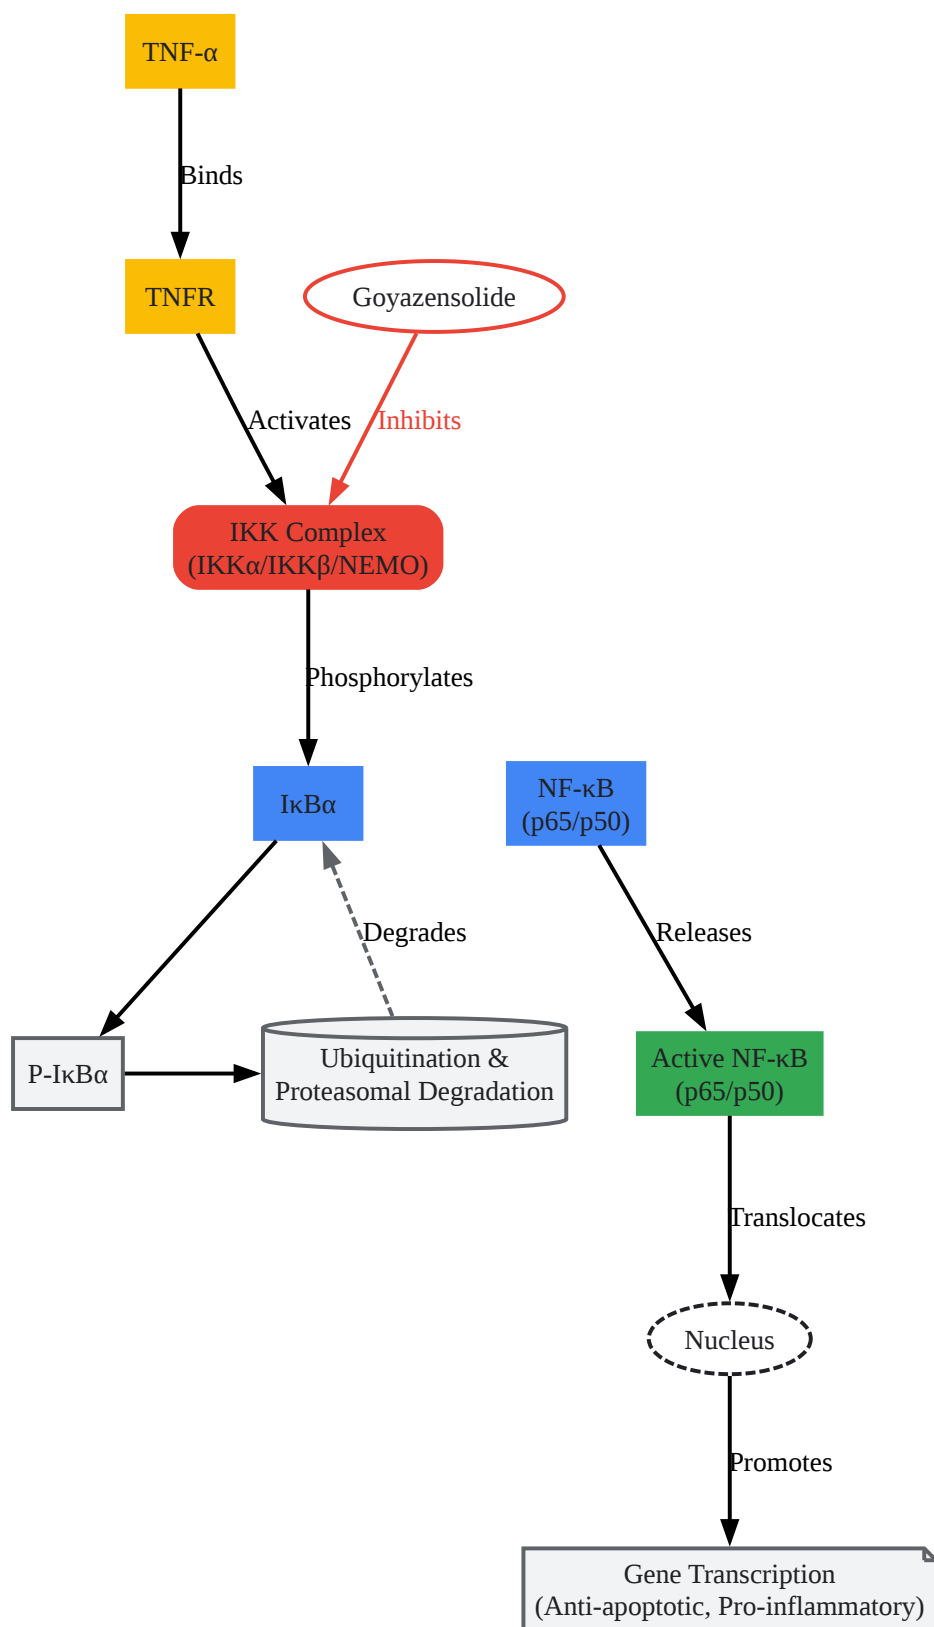 TNF-α
Binds
TNFR
Goyazensolide
Activates
Inhibits
IKK Complex
(IKKα/IKKβ/NEMO)
Phosphorylates
IκBα
NF-κB
(p65/p50)
Degrades
Releases
P-IκBα
Ubiquitination &
Proteasomal Degradation
Active NF-κB
(p65/p50)
Translocates
Nucleus
Promotes
Gene Transcription
(Anti-apoptotic, Pro-inflammatory)